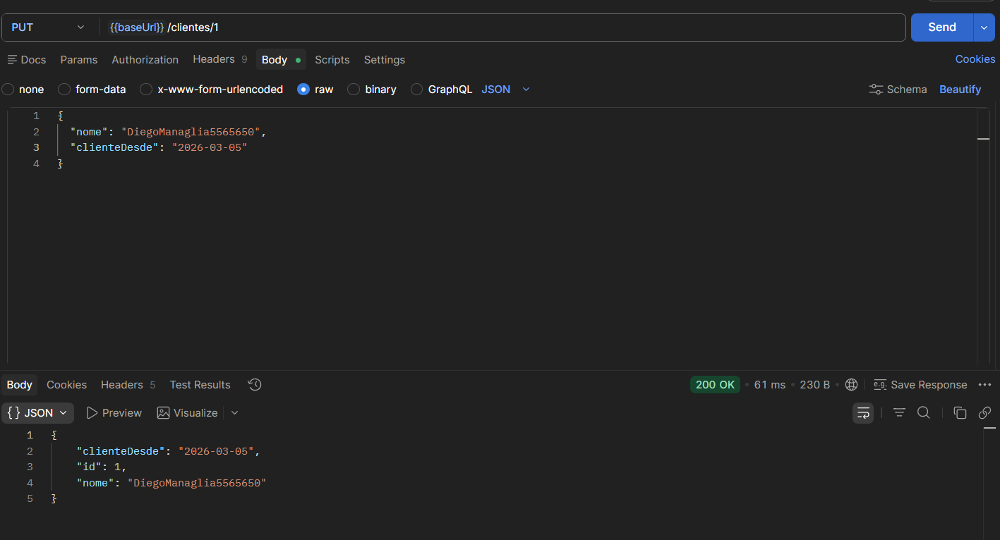 PUT {{baseUrl}} /clientes/1 Send
Docs Params Authorization Headers 9 Body Scripts Settings Cookies
none form-data x-www-form-urlencoded raw binary GraphQL JSON Schema Beautify
1 {
2 "nome": "DiegoManaglia5565650",
3 "clienteDesde": "2026-03-05"
4 }
Body Cookies Headers 5 Test Results 200 OK • 61 ms • 230 B • e.g. Save Response
{} JSON Preview Visualize
1 {
2 "clienteDesde": "2026-03-05",
3 "id": 1,
4 "nome": "DiegoManaglia5565650"
5 }